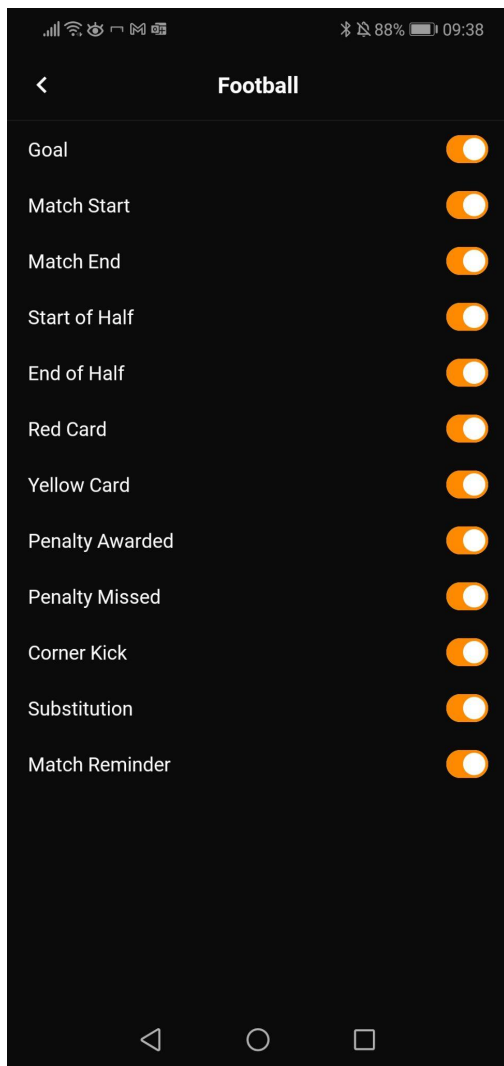 88% 09:38
Football
Goal
Match Start
Match End
Start of Half
End of Half
Red Card
Yellow Card
Penalty Awarded
Penalty Missed
Corner Kick
Substitution
Match Reminder